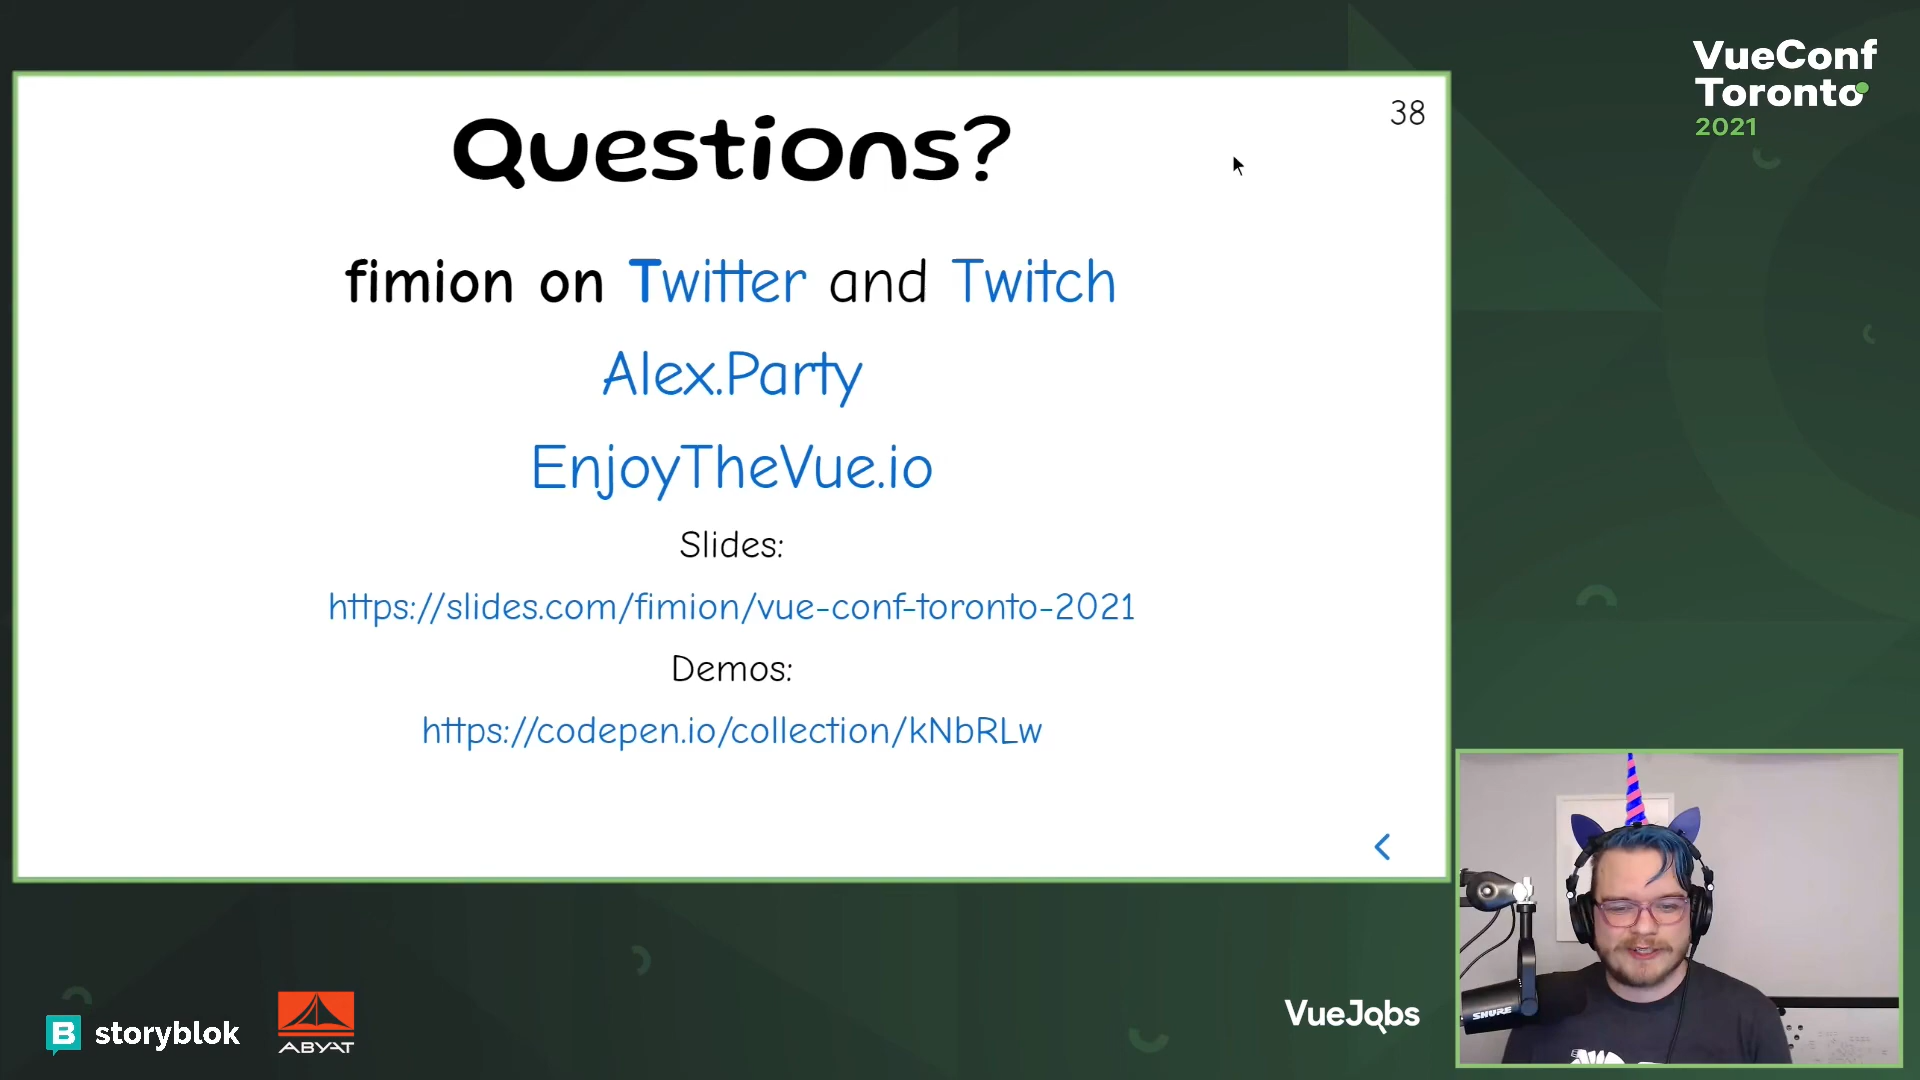 VueConf
Toronto
2021
38
Questions?
fimion on Twitter and Twitch
Alex.Party
EnjoyTheVue.io
Slides:
https://slides.com/fimion/vue-conf-toronto-2021
Demos:
https://codepen.io/collection/kNbRLw
B storyblok
ABYAT
VueJobs
SHURE